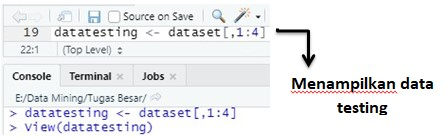 Source on Save
19 datatesting <- dataset[,1:4]
22:1 (Top Level)
Console Terminal × Jobs ×
E:/Data Mining/Tugas Besar/
> datatesting <- dataset[,1:4]
> View(datatesting)
Menampilkan data
testing